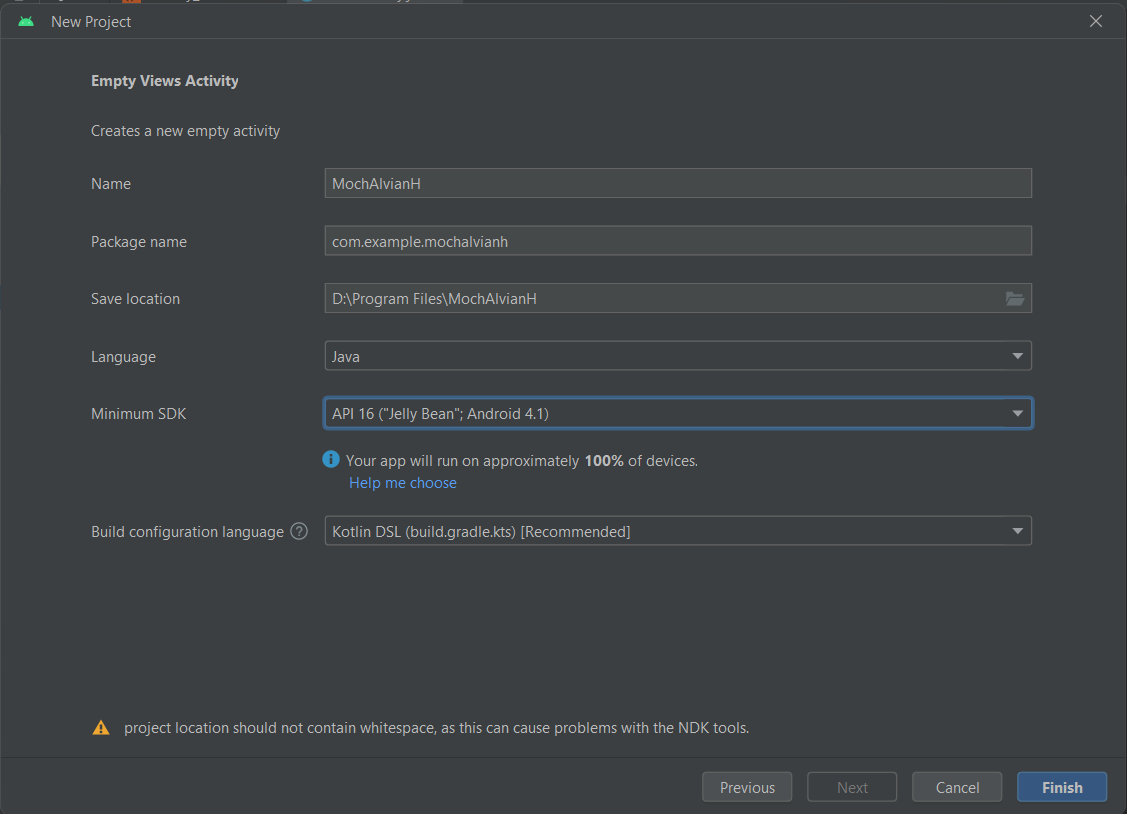 New Project
Empty Views Activity
Creates a new empty activity
Name MochAlvianH
Package name com.example.mochalvianh
Save location D:\Program Files\MochAlvianH
Language Java
Minimum SDK API 16 ("Jelly Bean"; Android 4.1)
Your app will run on approximately 100% of devices.
Help me choose
Build configuration language ? Kotlin DSL (build.gradle.kts) [Recommended]
project location should not contain whitespace, as this can cause problems with the NDK tools.
Previous Next Cancel Finish